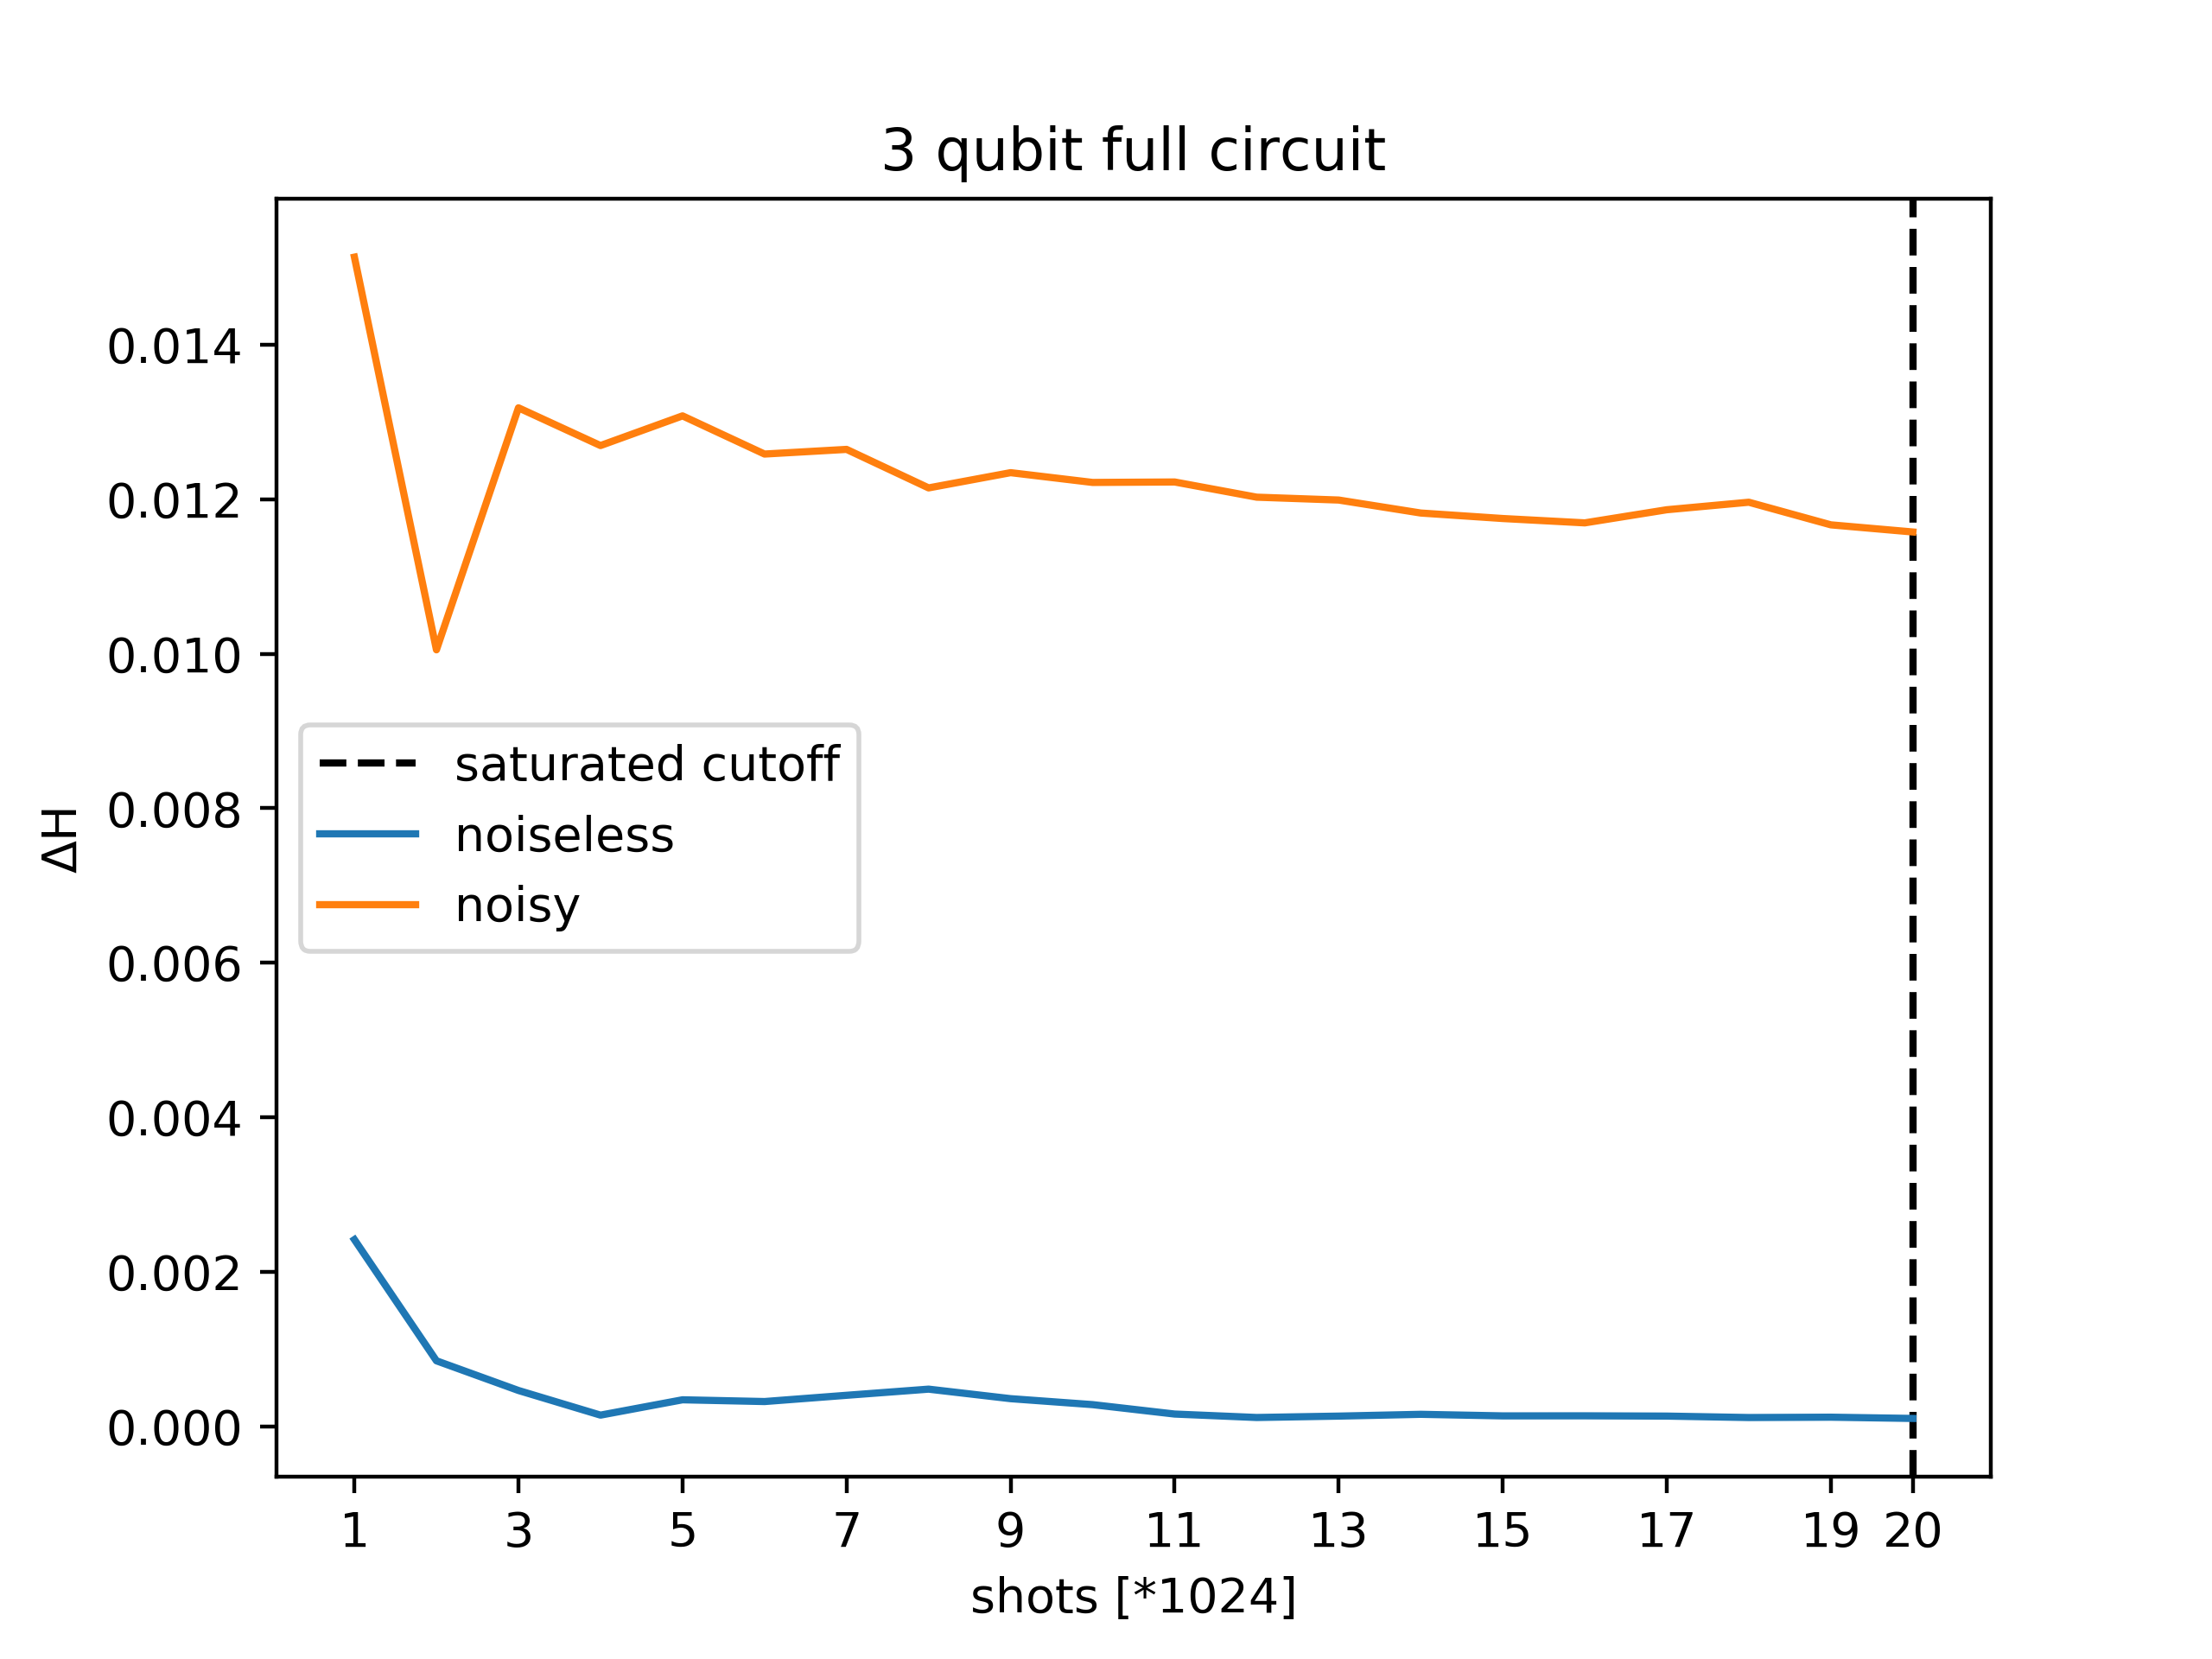 3 qubit full circuit
0.014
0.012
0.010
0.008
0.006
0.004
0.002
0.000
ΔH
saturated cutoff
noiseless
noisy
1 3 5 7 9 11 13 15 17 19 20
shots [*1024]